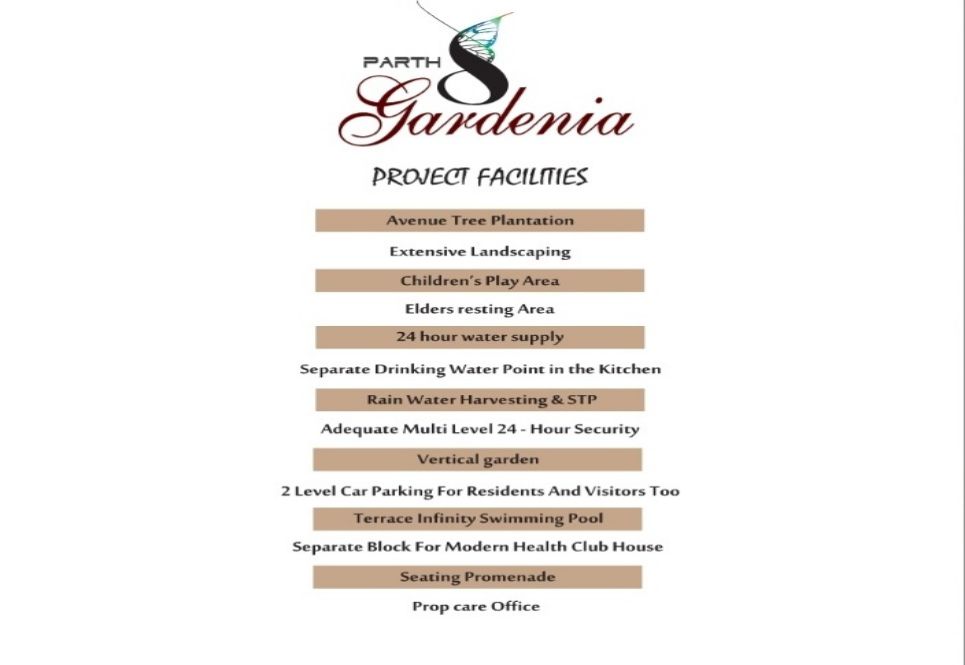 PARTH
Gardenia
PROJECT FACILITIES
Avenue Tree Plantation
Extensive Landscaping
Children's Play Area
Elders resting Area
24 hour water supply
Separate Drinking Water Point in the Kitchen
Rain Water Harvesting & STP
Adequate Multi Level 24 - Hour Security
Vertical garden
2 Level Car Parking For Residents And Visitors Too
Terrace Infinity Swimming Pool
Separate Block For Modern Health Club House
Seating Promenade
Prop care Office